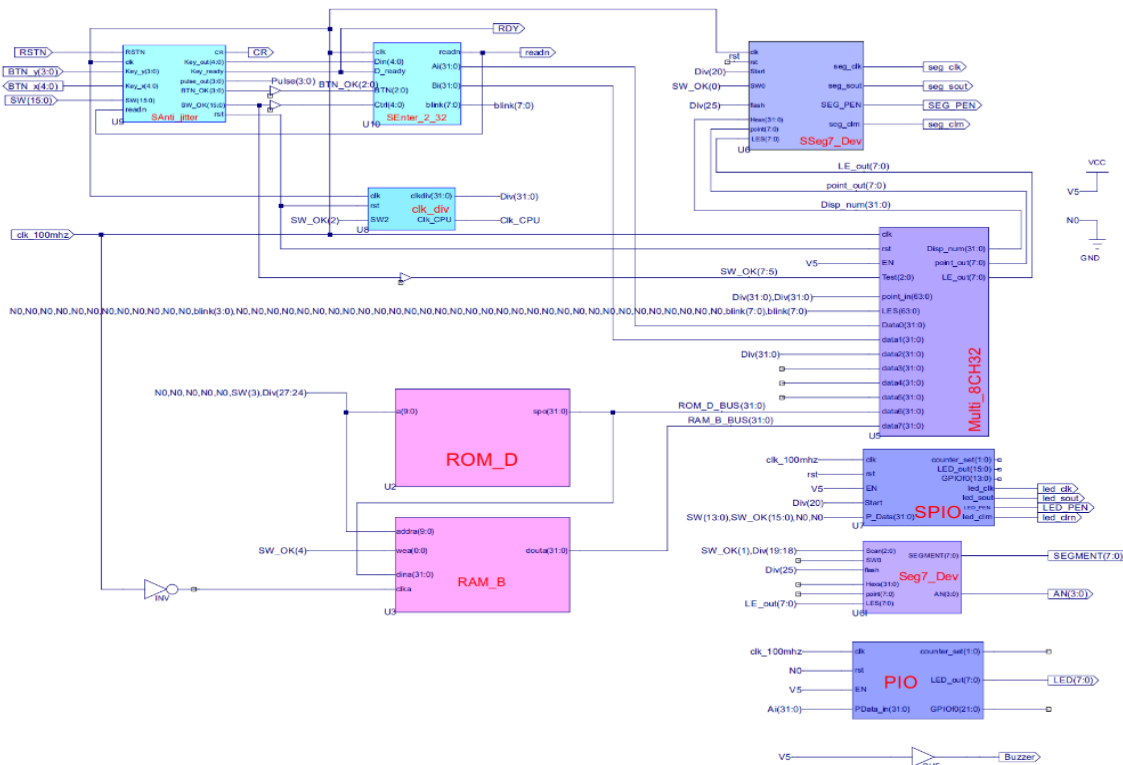 RSTN
BTN_y(3:0)
BTN_x(4:0)
SW(15:0)
RSTN
clk
Key_y(3:0)
Key_x(4:0)
SW(15:0)
readn
CR
Key_out(4:0)
Key_ready
pulse_out(3:0)
BTN_OK(3:0)
SW_OK(15:0)
rst
U9
SAnti_jitter
CR
Pulse(3:0)
BTN_OK(2:0)
RDY
readn
clk
Din(4:0)
D_ready
BTN(2:0)
Ctrl(4:0)
readn
Ai(31:0)
Bi(31:0)
blink(7:0)
U10
SEnter_2_32
blink(7:0)
rst
Div(20)
SW_OK(0)
Div(25)
clk
rst
Start
SW0
flash
Hexs(31:0)
point(7:0)
LES(7:0)
seg_clk
seg_sout
SEG_PEN
seg_clrn
SSeg7_Dev
U6
seg_clk
seg_sout
SEG_PEN
seg_clrn
LE_out(7:0)
point_out(7:0)
Disp_num(31:0)
VCC
V5
N0
GND
SW_OK(2)
clk
rst
SW2
clkdiv(31:0)
clk_div
Clk_CPU
U8
Div(31:0)
Clk_CPU
clk_100mhz
V5
SW_OK(7:5)
Div(31:0),Div(31:0)
N0,N0,N0,N0,N0,N0,N0,N0,N0,N0,N0,N0,blink(3:0),N0,N0,N0,N0,N0,N0,N0,N0,N0,N0,N0,N0,N0,N0,N0,N0,N0,N0,N0,N0,N0,N0,N0,N0,N0,N0,N0,N0,N0,N0,N0,N0,blink(7:0),blink(7:0)
Div(31:0)
clk
rst
EN
Test(2:0)
point_in(63:0)
LES(63:0)
Data0(31:0)
data1(31:0)
data2(31:0)
data3(31:0)
data4(31:0)
data5(31:0)
data6(31:0)
data7(31:0)
Disp_num(31:0)
point_out(7:0)
LE_out(7:0)
Multi_8CH32
U5
N0,N0,N0,N0,N0,SW(3),Div(27:24)
a(9:0)
spo(31:0)
ROM_D
U2
ROM_D_BUS(31:0)
RAM_B_BUS(31:0)
SW_OK(4)
addra(9:0)
wea(0:0)
dina(31:0)
clka
douta(31:0)
RAM_B
U3
INV
clk_100mhz
rst
V5
Div(20)
SW(13:0),SW_OK(15:0),N0,N0
clk
rst
EN
Start
P_Data(31:0)
counter_set(1:0)
LED_out(15:0)
GPIOf0(13:0)
led_clk
led_sout
LED_PEN
led_clrn
SPIO
U7
led_clk
led_sout
LED_PEN
led_clrn
SW_OK(1),Div(19:18)
Div(25)
LE_out(7:0)
Scan(2:0)
SW0
flash
Hexs(31:0)
point(7:0)
LES(7:0)
SEGMENT(7:0)
AN(3:0)
Seg7_Dev
U61
SEGMENT(7:0)
AN(3:0)
clk_100mhz
N0
V5
Ai(31:0)
clk
rst
EN
PData_in(31:0)
counter_set(1:0)
LED_out(7:0)
GPIOf0(21:0)
PIO
LED(7:0)
V5
Buzzer